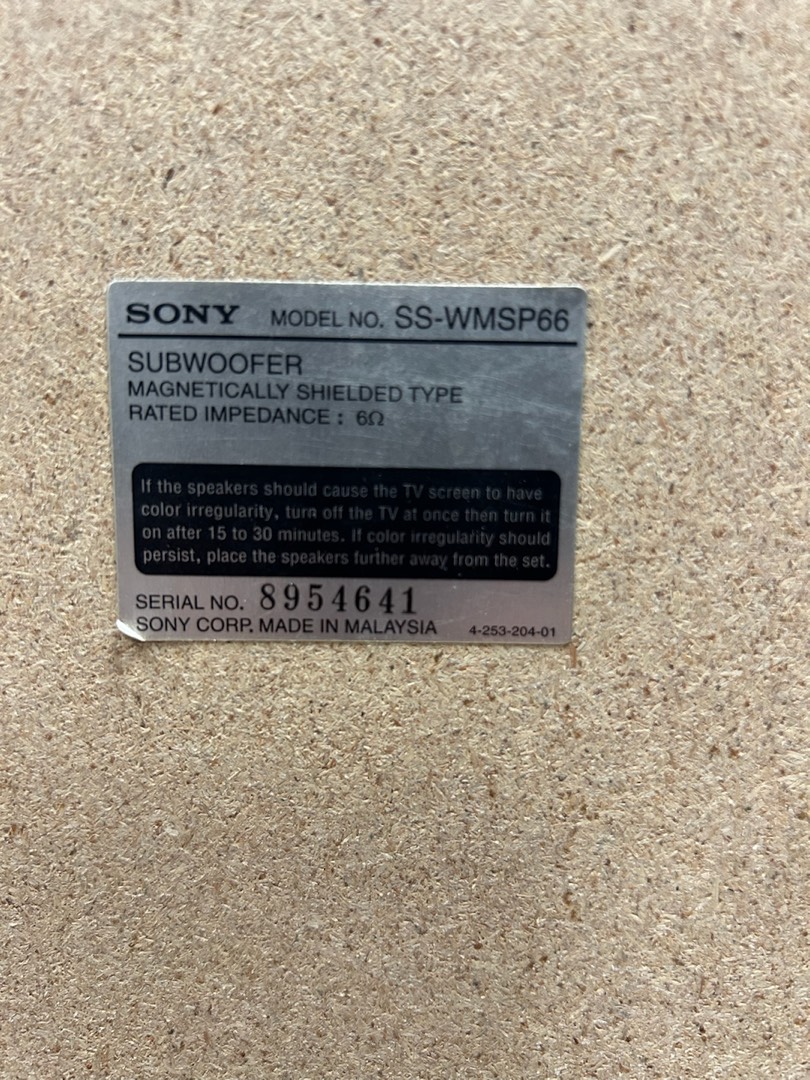 SONY MODEL NO. SS-WMSP66
SUBWOOFER
MAGNETICALLY SHIELDED TYPE
RATED IMPEDANCE : 6Ω
If the speakers should cause the TV screen to have
color irregularity, turn off the TV at once then turn it
on after 15 to 30 minutes. If color irregularity should
persist, place the speakers further away from the set.
SERIAL NO. 8954641
SONY CORP. MADE IN MALAYSIA 4-253-204-01